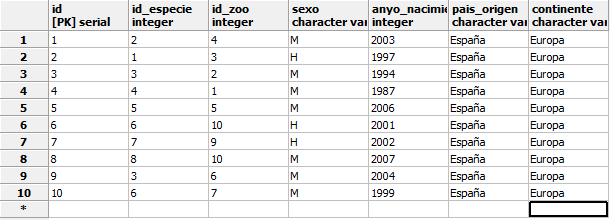 id id_especie id_zoo sexo anyo_nacimie pais_origen continente
[PK] serial integer integer character var integer character var character var
1 1 2 4 M 2003 España Europa
2 2 1 3 H 1997 España Europa
3 3 3 2 M 1994 España Europa
4 4 4 1 M 1987 España Europa
5 5 5 5 M 2006 España Europa
6 6 6 10 H 2001 España Europa
7 7 7 9 H 2002 España Europa
8 8 8 10 M 2007 España Europa
9 9 3 6 M 2004 España Europa
10 10 6 7 M 1999 España Europa
*